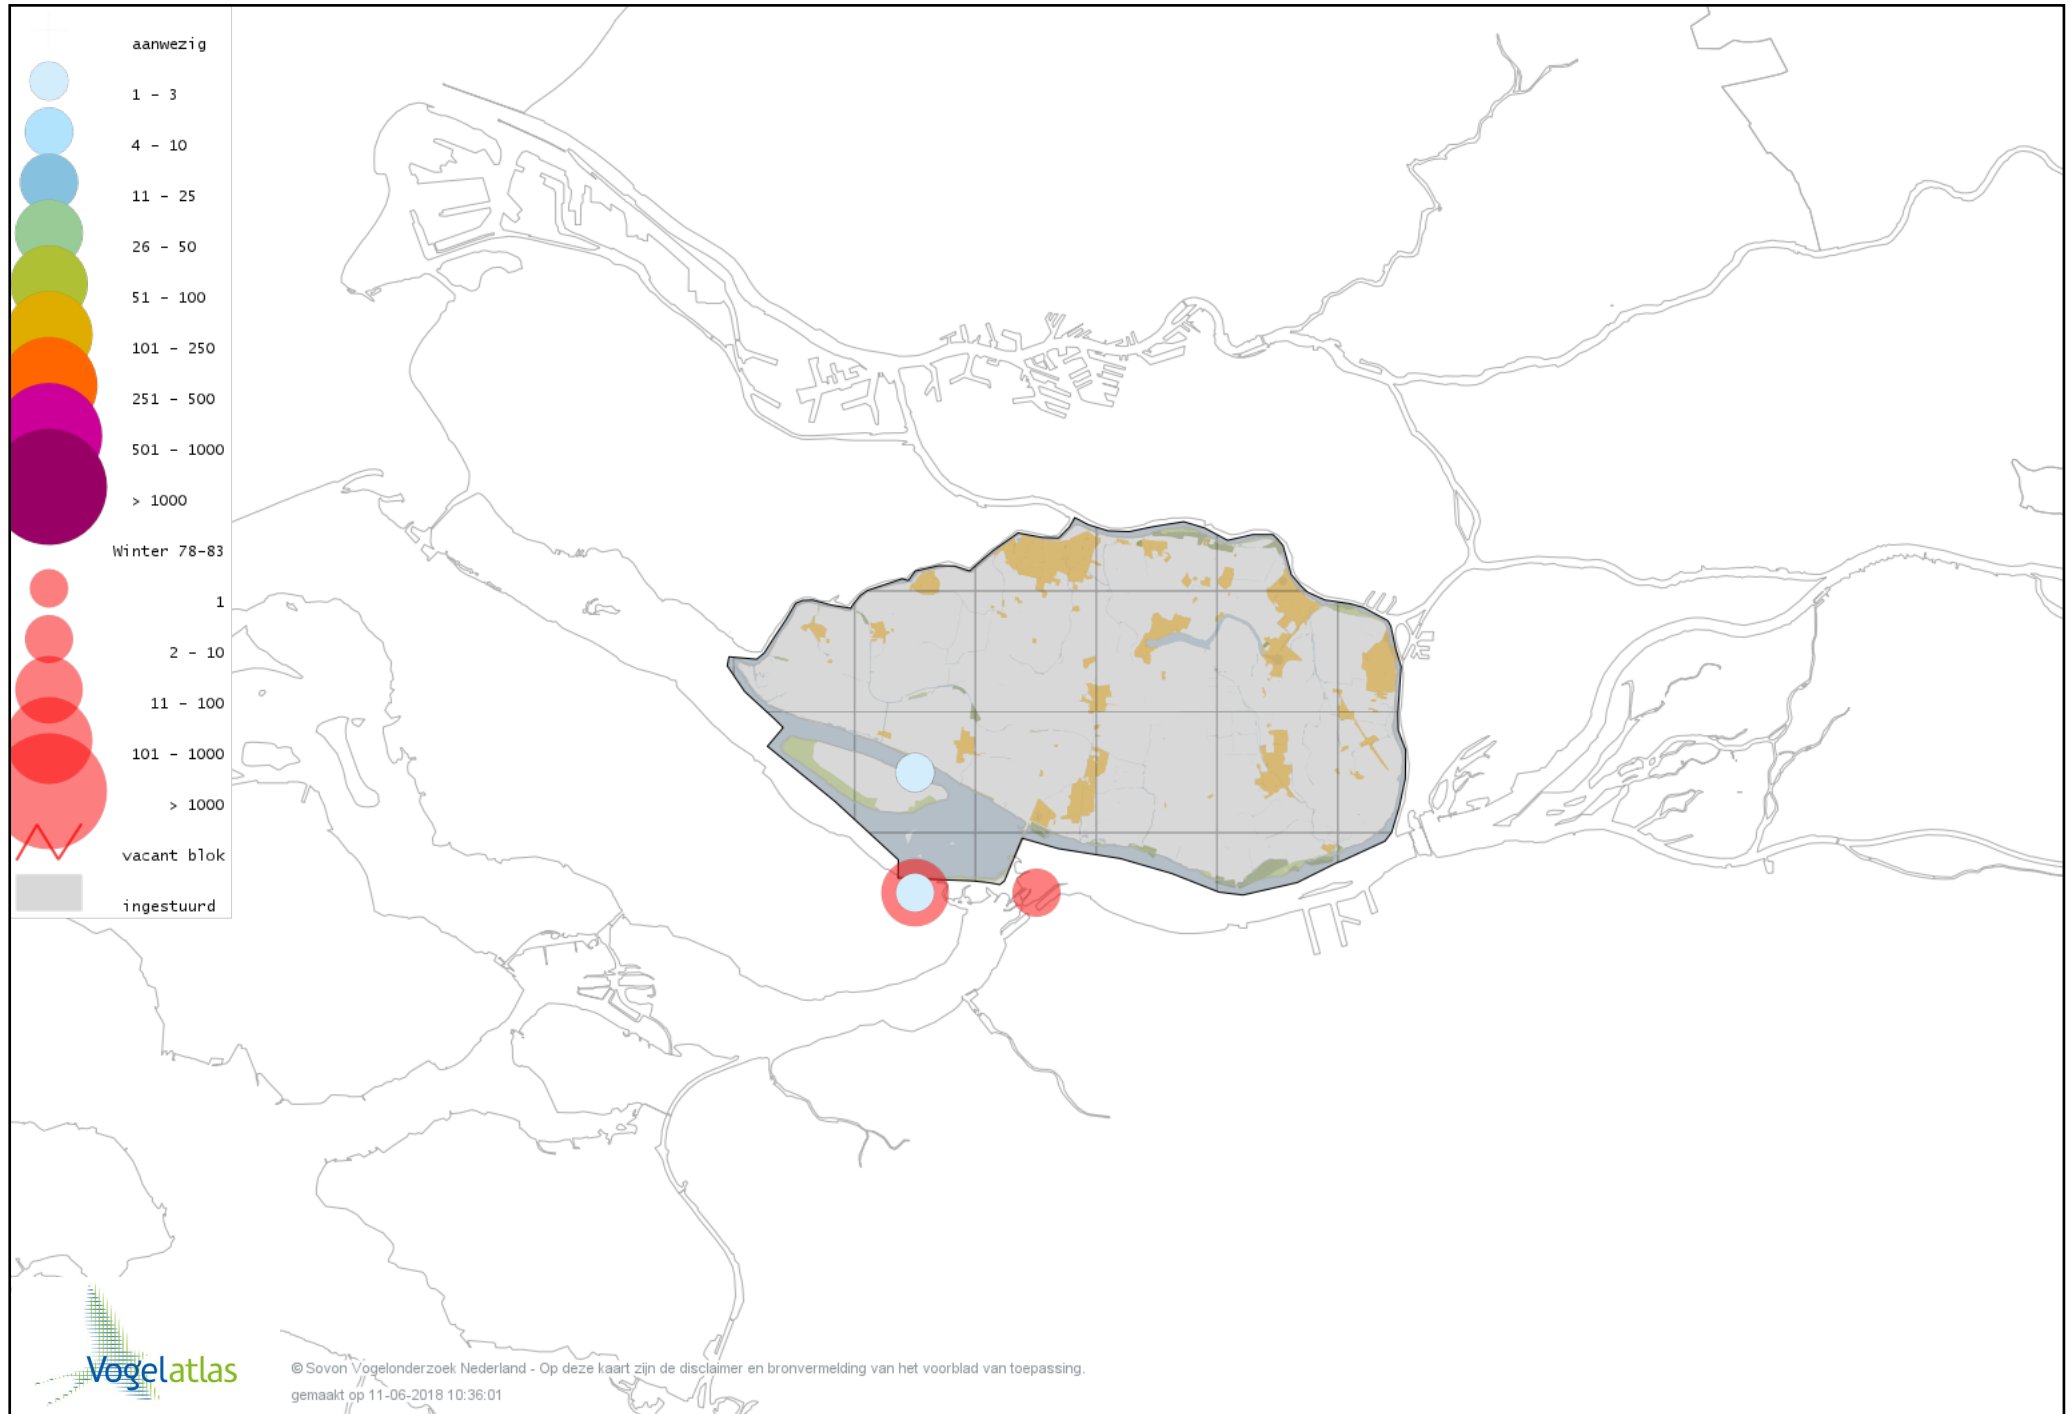 aanwezig
1 - 3
4 - 10
11 - 25
26 - 50
51 - 100
101 - 250
251 - 500
501 - 1000
> 1000
Winter 78-83
1
2 - 10
11 - 100
101 - 1000
> 1000
vacant blok
ingestuurd
Vogelatlas
© Sovon Vogelonderzoek Nederland - Op deze kaart zijn de disclaimer en bronvermelding van het voorblad van toepassing.
gemaakt op 11-06-2018 10:36:01